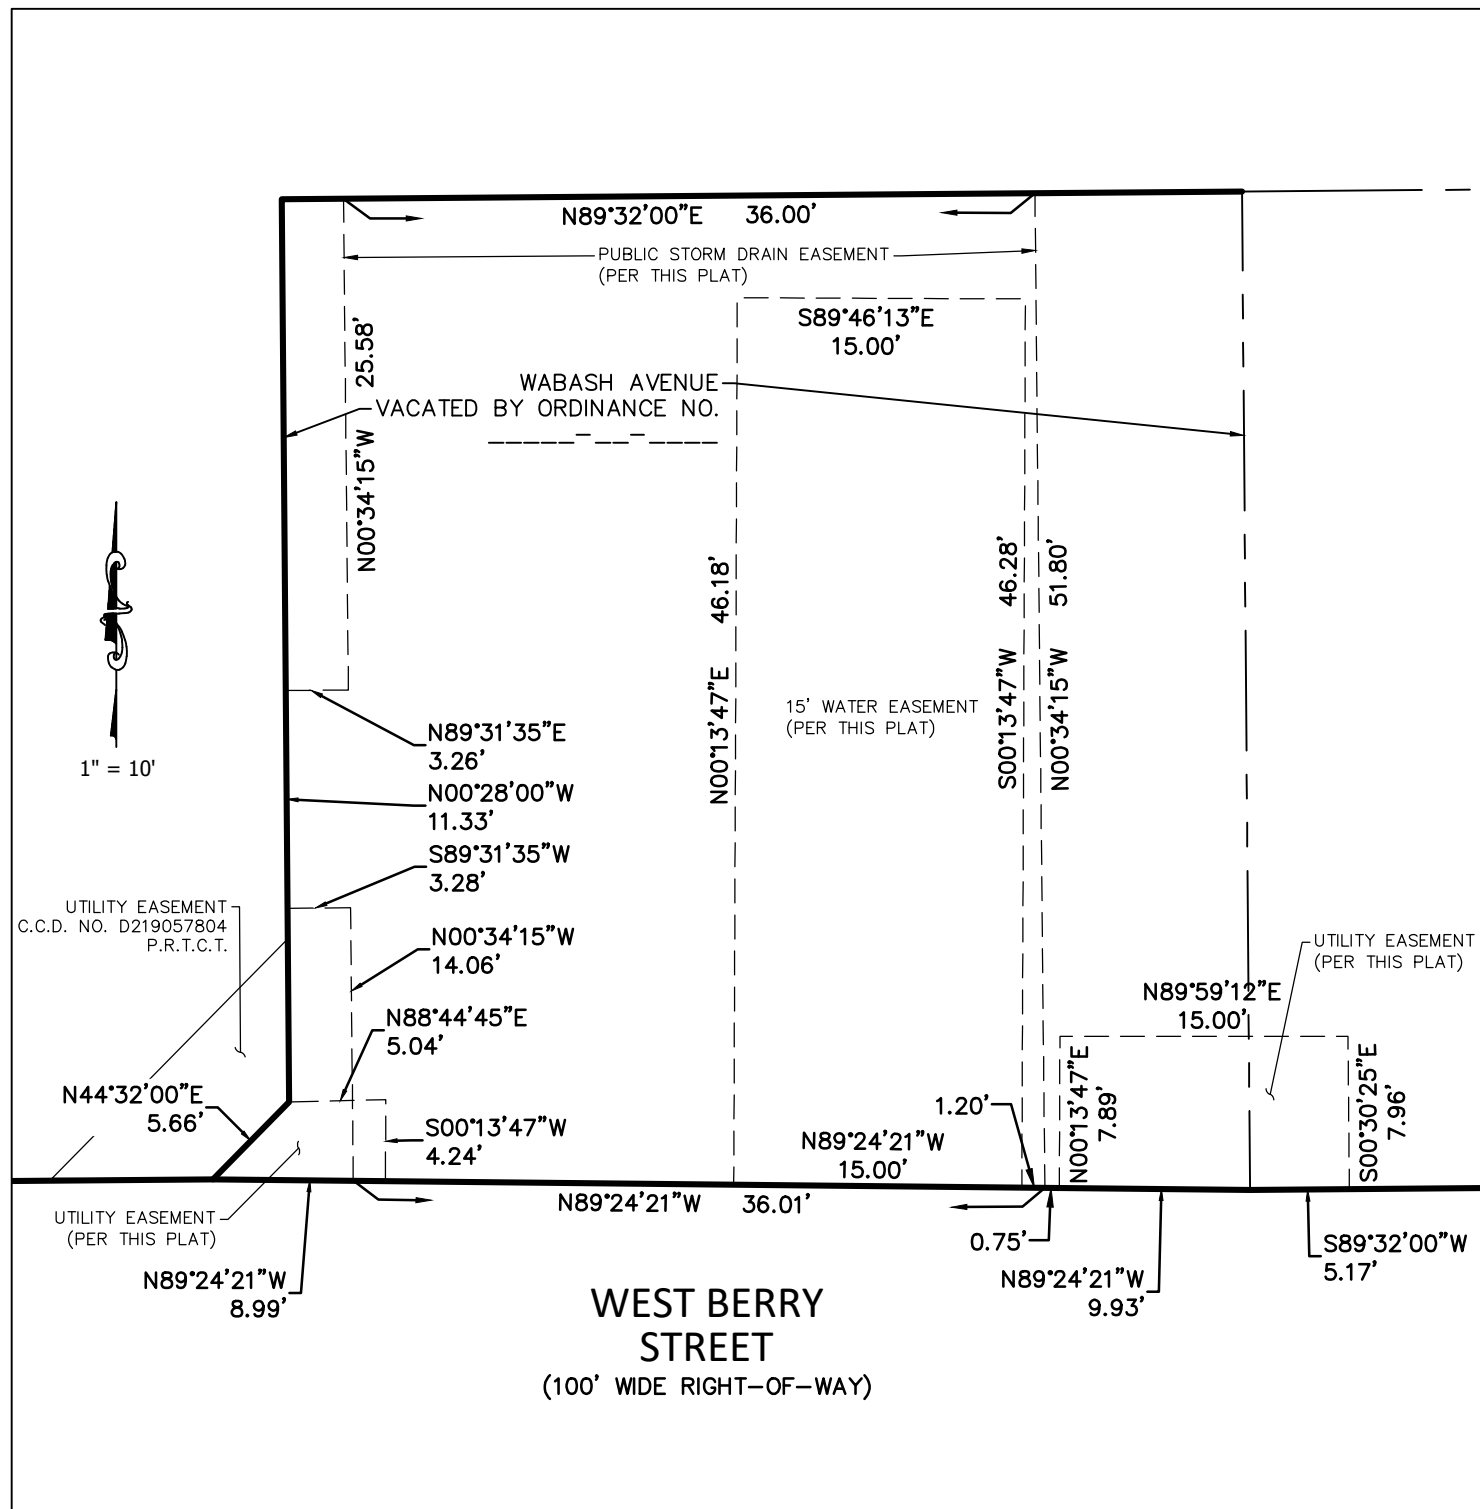 N89°32'00"E 36.00'
PUBLIC STORM DRAIN EASEMENT
(PER THIS PLAT)
S89°46'13"E
15.00'
N00°34'15"W 25.58'
WABASH AVENUE
VACATED BY ORDINANCE NO.
_____-__-____
1" = 10'
N00°13'47"E 46.18'
S00°13'47"W 46.28'
N00°34'15"W 51.80'
15' WATER EASEMENT
(PER THIS PLAT)
N89°31'35"E
3.26'
N00°28'00"W
11.33'
S89°31'35"W
3.28'
UTILITY EASEMENT
C.C.D. NO. D219057804
P.R.T.C.T.
N00°34'15"W
14.06'
UTILITY EASEMENT
(PER THIS PLAT)
N89°59'12"E
15.00'
N88°44'45"E
5.04'
N44°32'00"E
5.66'
S00°13'47"W
4.24'
1.20'
N89°24'21"W
15.00'
N00°13'47"E
7.89'
S00°30'25"E
7.96'
N89°24'21"W 36.01'
UTILITY EASEMENT
(PER THIS PLAT)
0.75'
S89°32'00"W
5.17'
N89°24'21"W
8.99'
N89°24'21"W
9.93'
WEST BERRY
STREET
(100' WIDE RIGHT-OF-WAY)